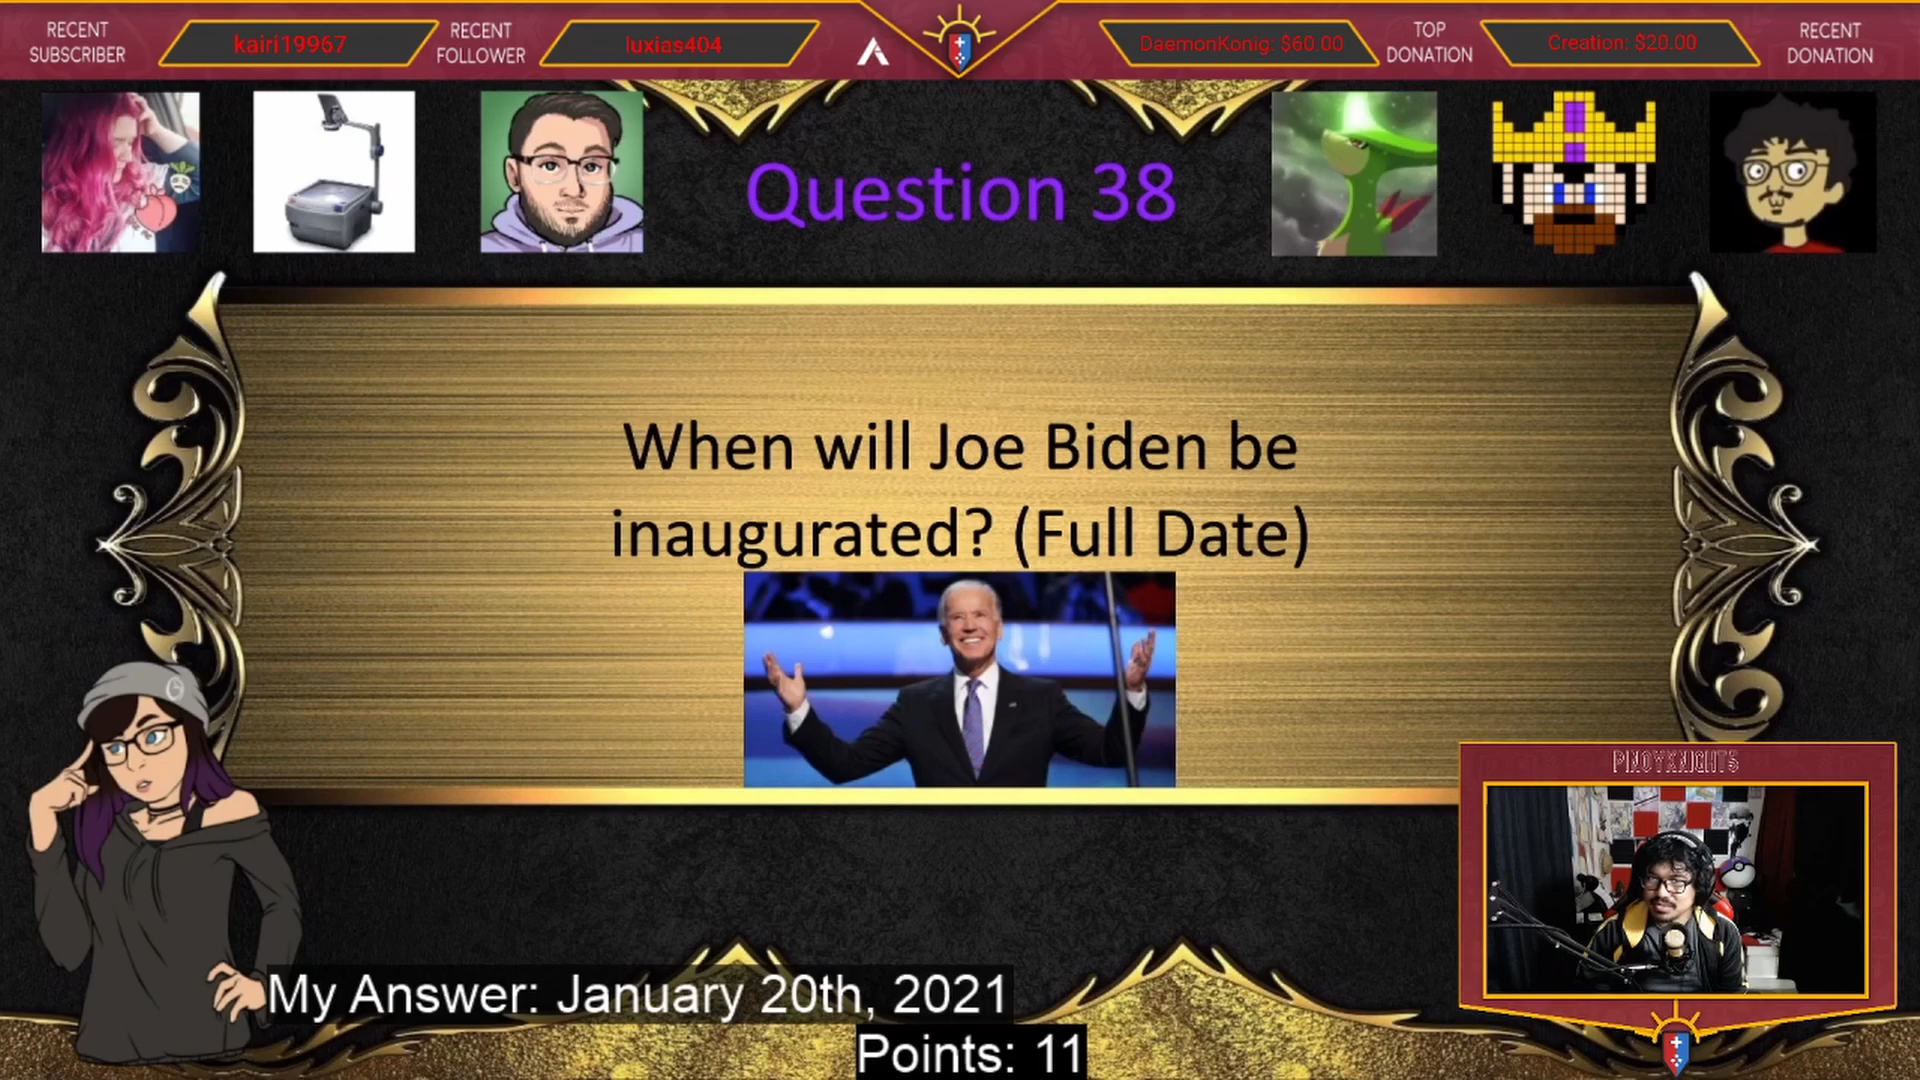 RECENT
SUBSCRIBER
kairi19967
RECENT
FOLLOWER
luxias404
DaemonKonig: $60.00
TOP
DONATION
Creation: $20.00
RECENT
DONATION
Question 38
When will Joe Biden be
inaugurated? (Full Date)
PINOYKNIGHTS
My Answer: January 20th, 2021
Points: 11